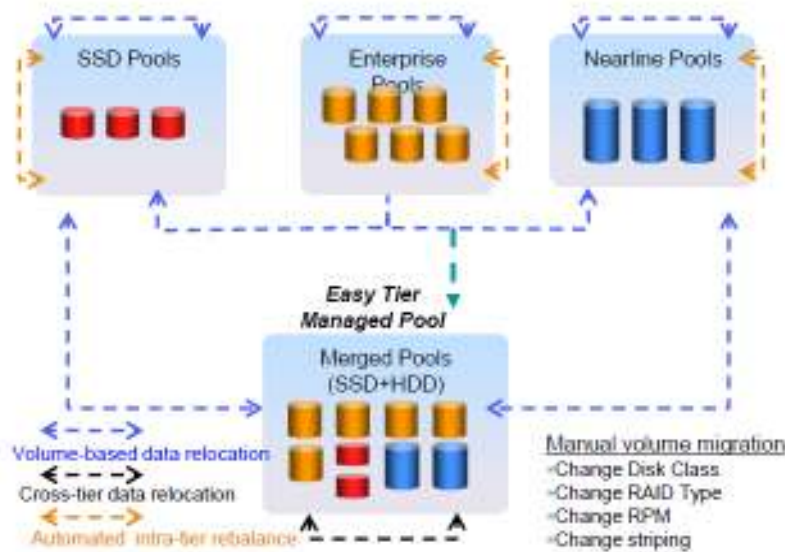 SSD Pools
Enterprise
Pools
Nearline Pools
Easy Tier
Managed Pool
Merged Pools
(SSD+HDD)
Volume-based data relocation
Cross-tier data relocation
Automated intra-tier rebalance
Manual volume migration
Change Disk Class
Change RAID Type
Change RPM
Change striping